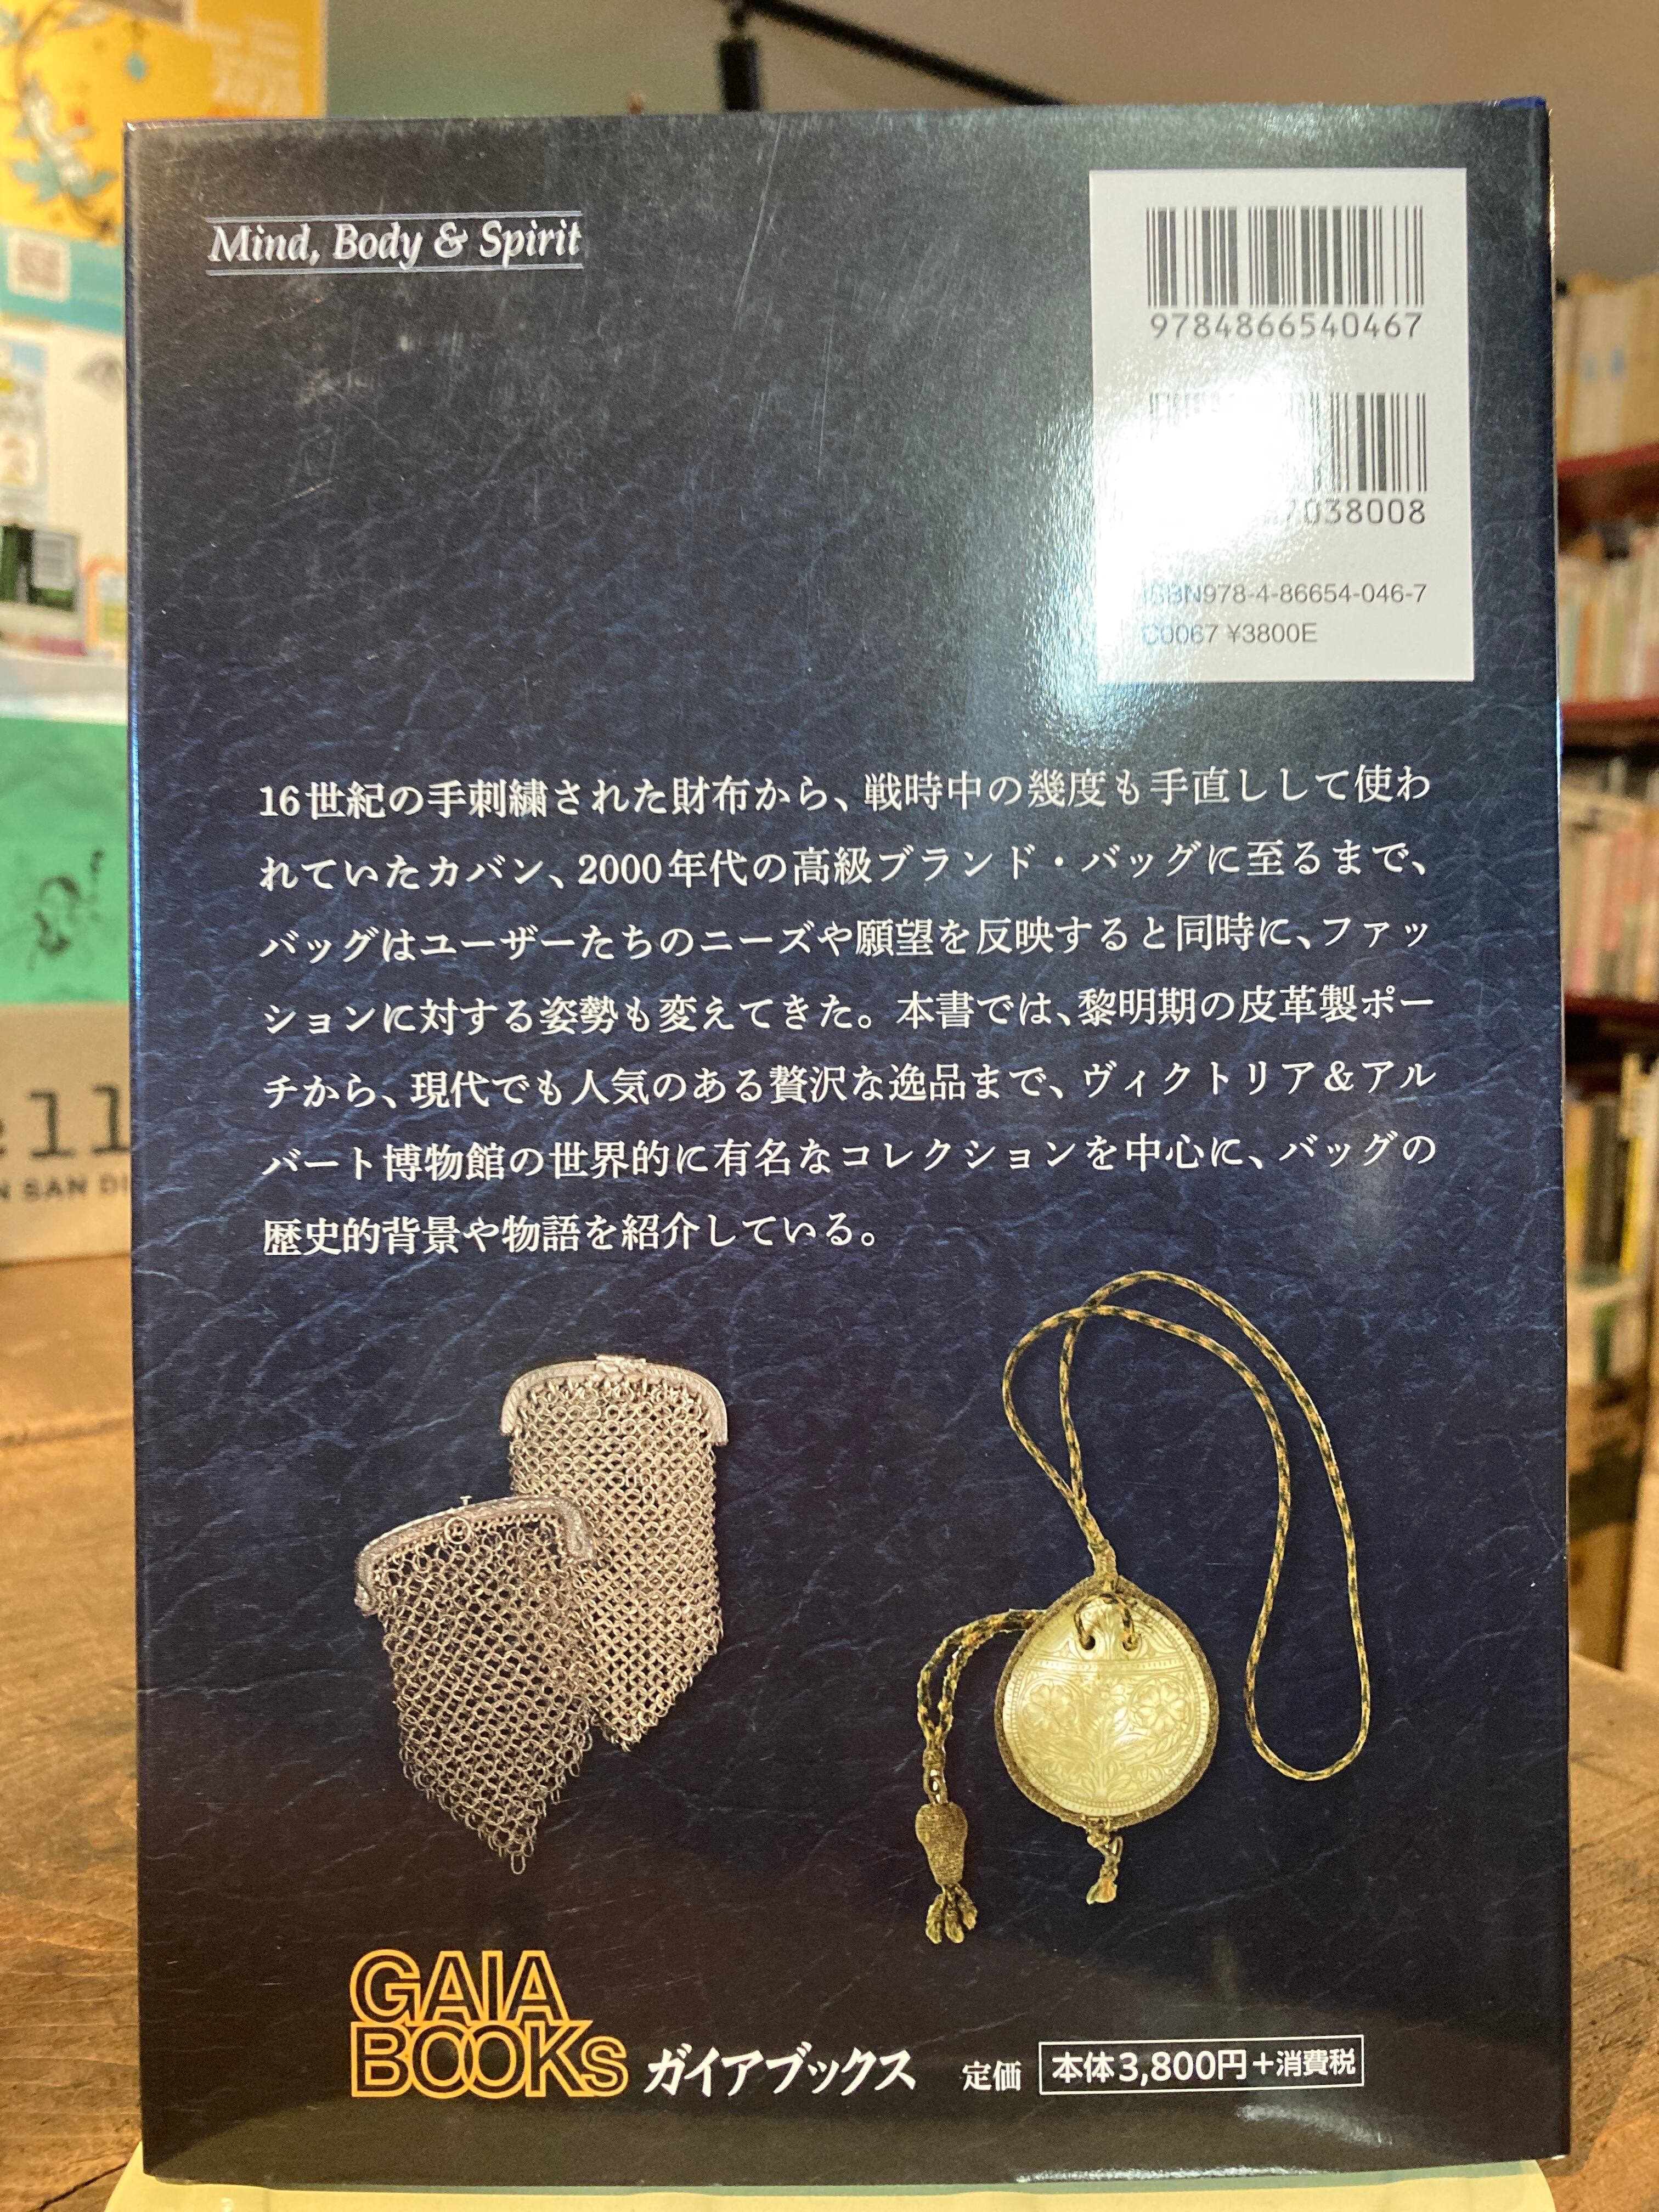 Mind, Body & Spirit
9784866540467
7038008
ISBN978-4-86654-046-7
C0067 ¥3800E
16世紀の手刺繍された財布から、戦時中の幾度も手直しして使わ
れていたカバン、2000年代の高級ブランド・バッグに至るまで、
バッグはユーザーたちのニーズや願望を反映すると同時に、ファッ
ションに対する姿勢も変えてきた。本書では、黎明期の皮革製ポー
チから、現代でも人気のある贅沢な逸品まで、ヴィクトリア＆アル
バート博物館の世界的に有名なコレクションを中心に、バッグの
歴史的背景や物語を紹介している。
GAIA
BOOKs
ガイアブックス 定価 本体3,800円+消費税